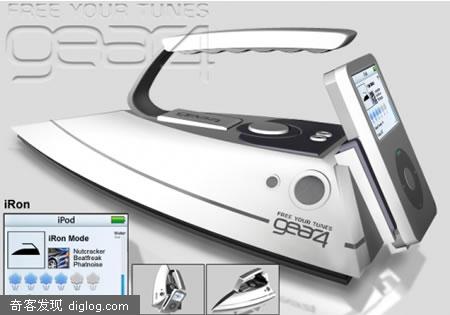 FREE YOUR TUNES
gear4
FREE YOUR TUNES
gear4
iRon
iPod
iRon Mode
Nutcracker
Beatfreak
Phatnoise
Water
奇客发现 diglog.com